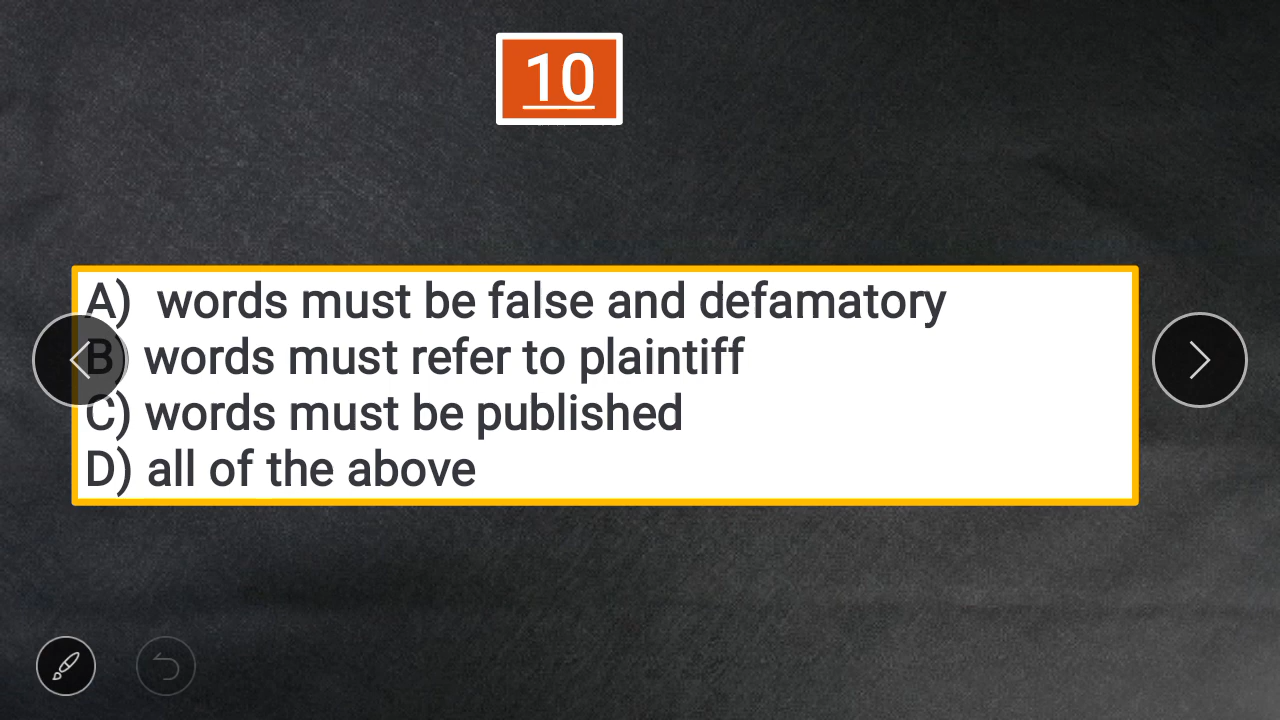 10
A) words must be false and defamatory
B) words must refer to plaintiff
C) words must be published
D) all of the above